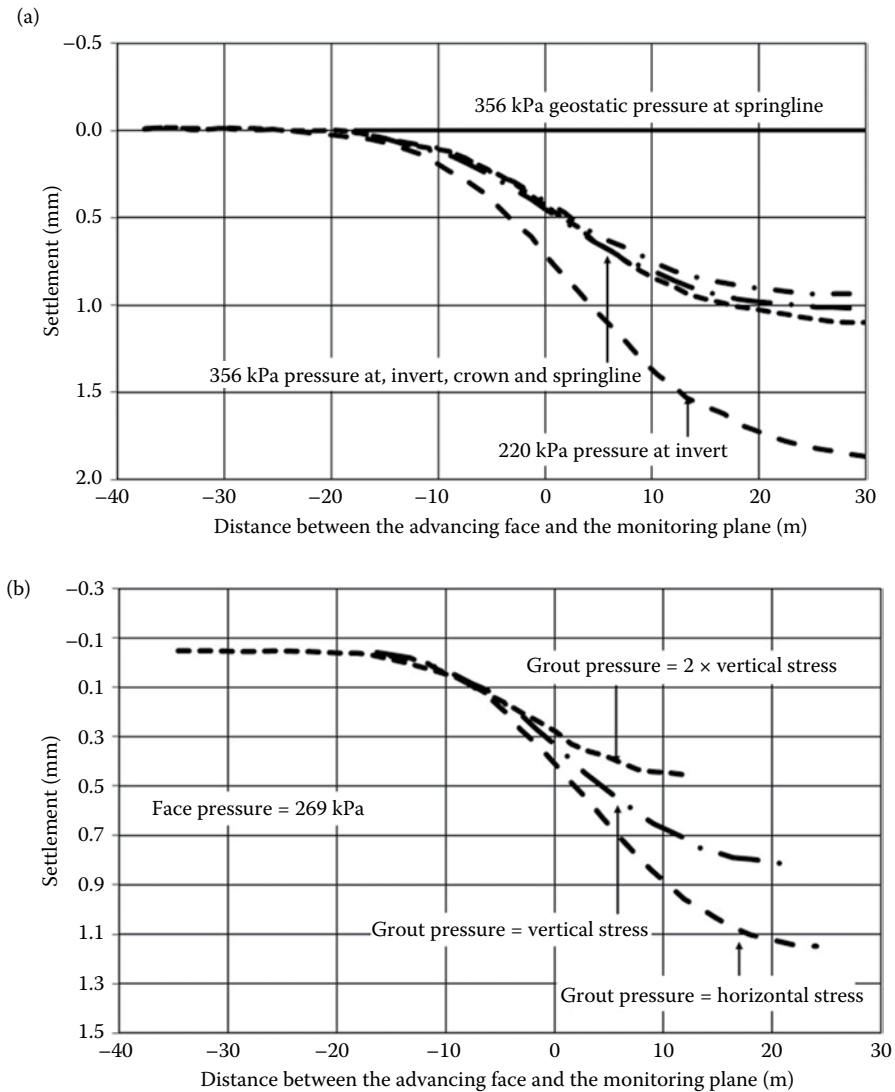 (a)
−0.5
0.0
0.5
1.0
1.5
2.0
Settlement (mm)
356 kPa geostatic pressure at springline
356 kPa pressure at, invert, crown and springline
220 kPa pressure at invert
−40
−30
−20
−10
0
10
20
30
Distance between the advancing face and the monitoring plane (m)
(b)
−0.3
−0.1
0.1
0.3
0.5
0.7
0.9
1.1
1.3
1.5
Settlement (mm)
Grout pressure = 2 × vertical stress
Face pressure = 269 kPa
Grout pressure = vertical stress
Grout pressure = horizontal stress
−40
−30
−20
−10
0
10
20
30
Distance between the advancing face and the monitoring plane (m)